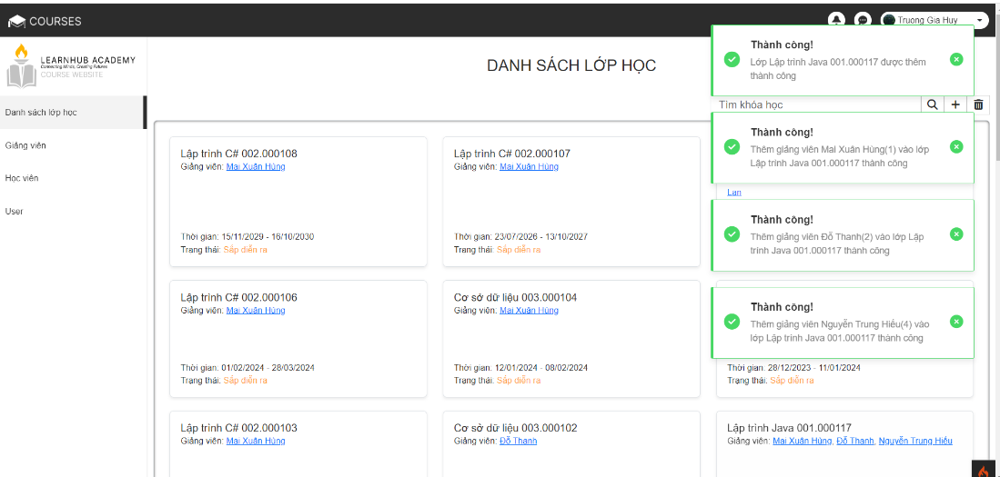 COURSES
Truong Gia Huy
LEARNHUB ACADEMY
Connecting Minds, Creating Futures
COURSE WEBSITE
Danh sách lớp học
Giảng viên
Học viên
User
DANH SÁCH LỚP HỌC
Tìm khóa học
Thành công!
Lớp Lập trình Java 001.000117 được thêm
thành công
Thành công!
Thêm giảng viên Mai Xuân Hùng(1) vào lớp
Lập trình Java 001.000117 thành công
Thành công!
Thêm giảng viên Đỗ Thanh(2) vào lớp Lập
trình Java 001.000117 thành công
Thành công!
Thêm giảng viên Nguyễn Trung Hiếu(4) vào
lớp Lập trình Java 001.000117 thành công
Lập trình C# 002.000108
Giảng viên: Mai Xuân Hùng
Thời gian: 15/11/2029 - 16/10/2030
Trạng thái: Sắp diễn ra
Lập trình C# 002.000107
Giảng viên: Mai Xuân Hùng
Thời gian: 23/07/2026 - 13/10/2027
Trạng thái: Sắp diễn ra
Lan
Lập trình C# 002.000106
Giảng viên: Mai Xuân Hùng
Thời gian: 01/02/2024 - 28/03/2024
Trạng thái: Sắp diễn ra
Cơ sở dữ liệu 003.000104
Giảng viên: Mai Xuân Hùng
Thời gian: 12/01/2024 - 08/02/2024
Trạng thái: Sắp diễn ra
Thời gian: 28/12/2023 - 11/01/2024
Trạng thái: Sắp diễn ra
Lập trình C# 002.000103
Giảng viên: Mai Xuân Hùng
Cơ sở dữ liệu 003.000102
Giảng viên: Đỗ Thanh
Lập trình Java 001.000117
Giảng viên: Mai Xuân Hùng, Đỗ Thanh, Nguyễn Trung Hiếu